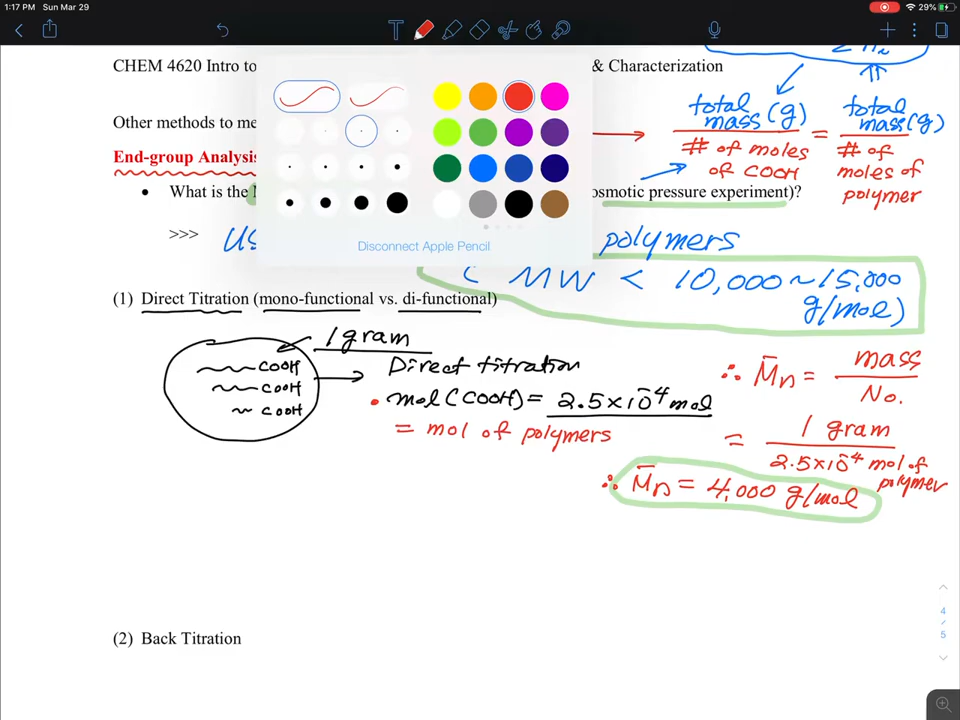 1:17 PM Sun Mar 29
29%
CHEM 4620 Intro to & Characterization
total mass (g) / # of moles of COOH = total mass (g) / # of moles of polymer
Other methods to me
End-group Analysis
• What is the osmotic pressure experiment)?
>>> polymers
Disconnect Apple Pencil
( MW < 10,000 ~ 15,000 g/mol)
(1) Direct Titration (mono-functional vs. di-functional)
1 gram
COOH
COOH
COOH
Direct titration
• mol (COOH) = 2.5×10⁻⁴ mol
= mol of polymers
∴ M̄n = mass / No.
= 1 gram / 2.5×10⁻⁴ mol of polymer
∴ M̄n = 4,000 g/mol
4
/
5
(2) Back Titration